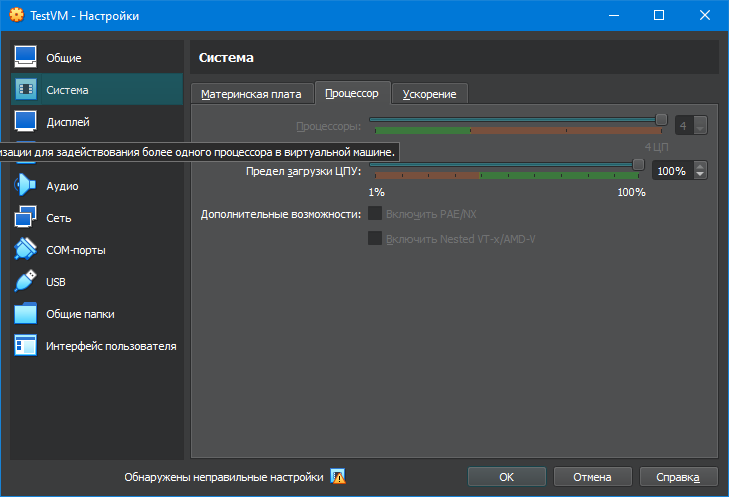 TestVM - Настройки
Общие
Система
Дисплей
Аудио
Сеть
COM-порты
USB
Общие папки
Интерфейс пользователя
Система
Материнская плата Процессор Ускорение
Процессоры: 4
4 ЦП
изации для задействования более одного процессора в виртуальной машине.
Предел загрузки ЦПУ: 100%
1% 100%
Дополнительные возможности: Включить PAE/NX
Включить Nested VT-x/AMD-V
Обнаружены неправильные настройки OK Отмена Справка